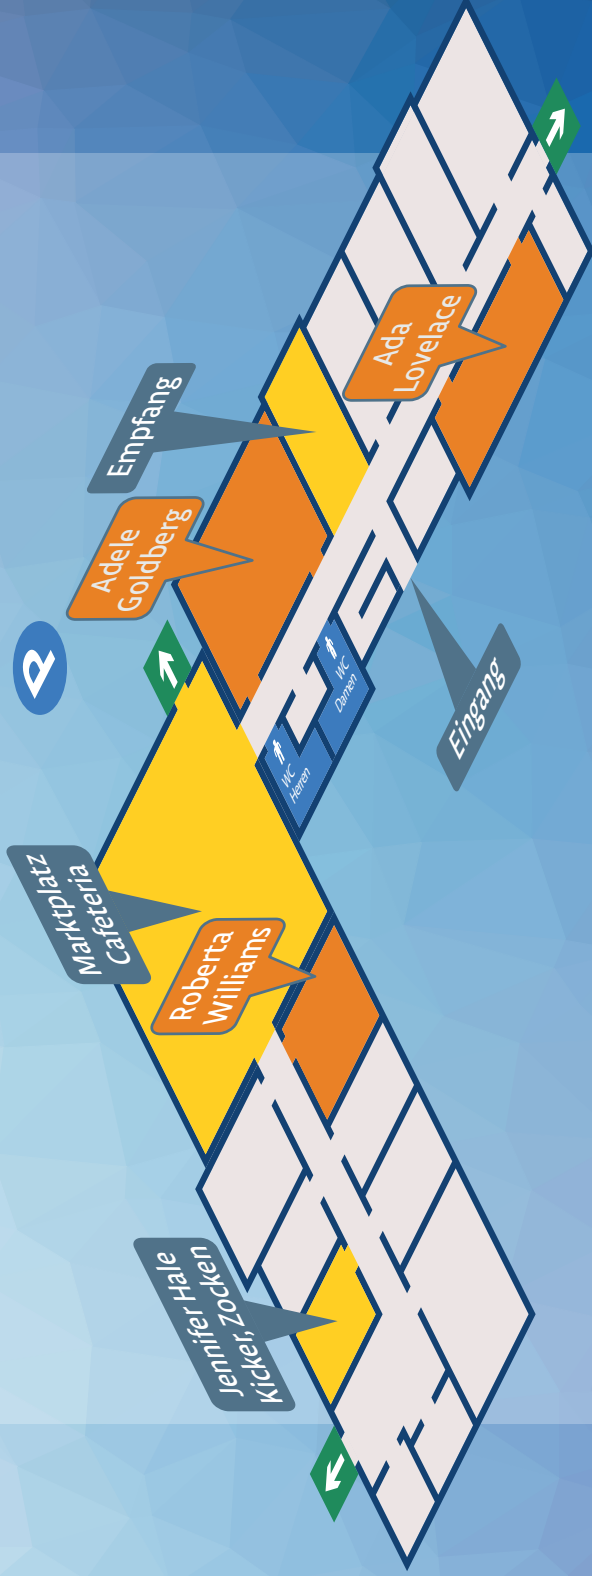 P
Marktplatz
Cafeteria
Jennifer Hale
Kicker, Zocken
Roberta
Williams
Adele
Goldberg
Empfang
Ada
Lovelace
WC
Herren
WC
Damen
Eingang